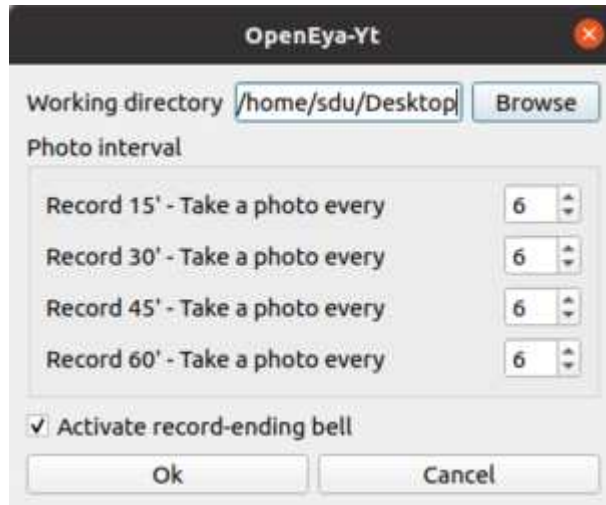 OpenEya-Yt
Working directory /home/sdu/Desktop Browse
Photo interval
Record 15' - Take a photo every 6
Record 30' - Take a photo every 6
Record 45' - Take a photo every 6
Record 60' - Take a photo every 6
Activate record-ending bell
Ok Cancel